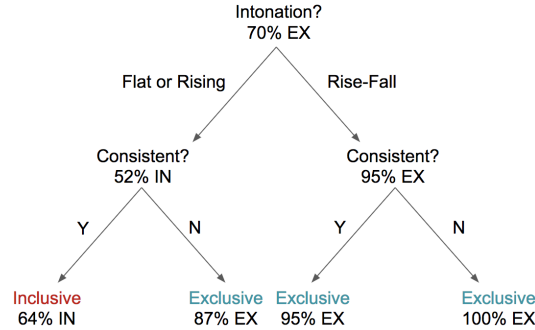 Intonation?
70% EX
Flat or Rising
Rise-Fall
Consistent?
52% IN
Consistent?
95% EX
Y
N
Y
N
Inclusive
64% IN
Exclusive
87% EX
Exclusive
95% EX
Exclusive
100% EX